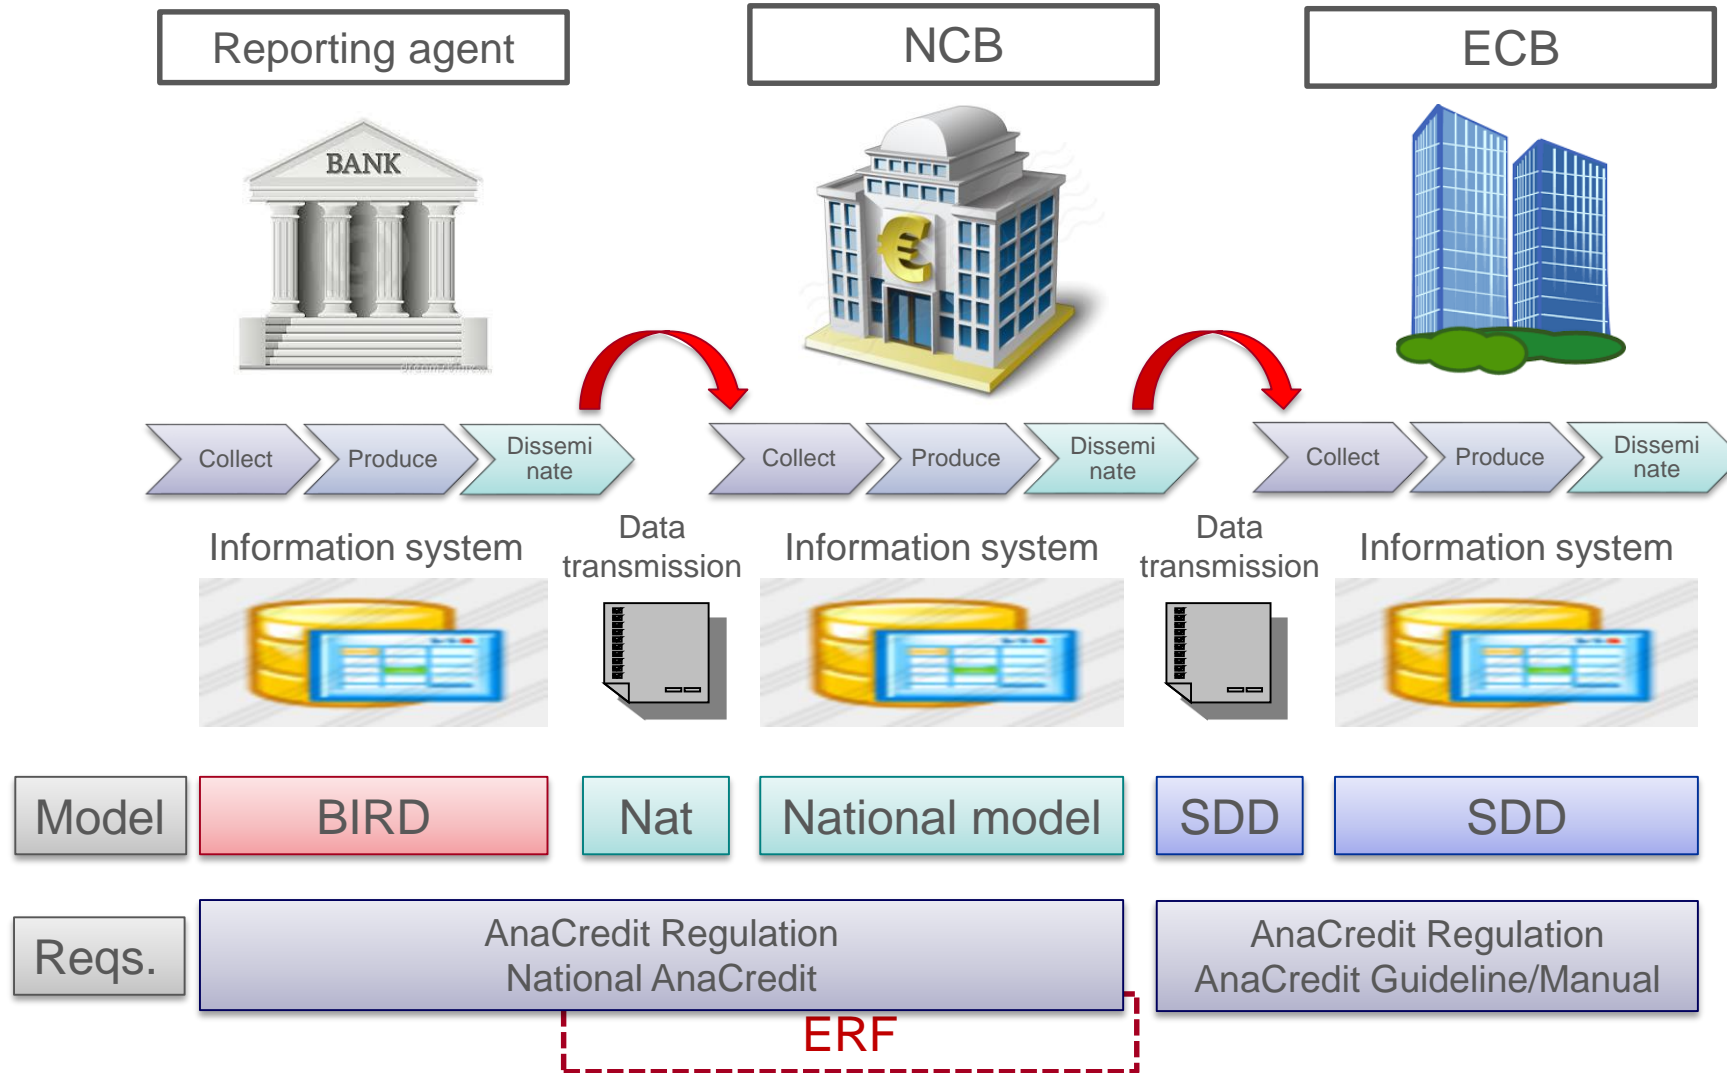 Reporting agent
NCB
ECB
BANK
€
Collect
Produce
Dissemi
nate
Collect
Produce
Dissemi
nate
Collect
Produce
Dissemi
nate
Information system
Data
transmission
Information system
Data
transmission
Information system
Model
BIRD
Nat
National model
SDD
SDD
Reqs.
AnaCredit Regulation
National AnaCredit
AnaCredit Regulation
AnaCredit Guideline/Manual
ERF